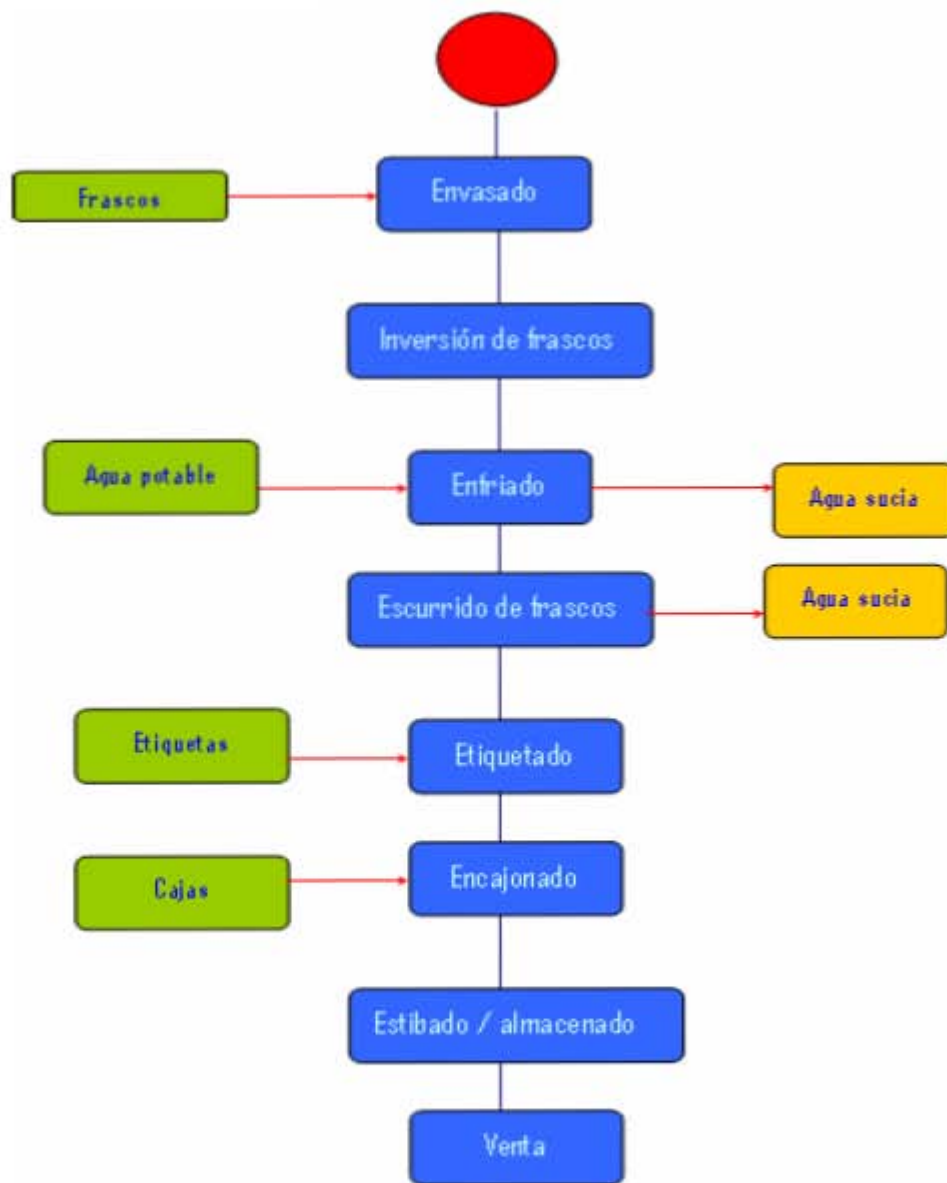 Frascos
Envasado
Inversión de frascos
Agua potable
Enfriado
Agua sucia
Escurrido de frascos
Agua sucia
Etiquetas
Etiquetado
Cajas
Encajonado
Estibado / almacenado
Venta